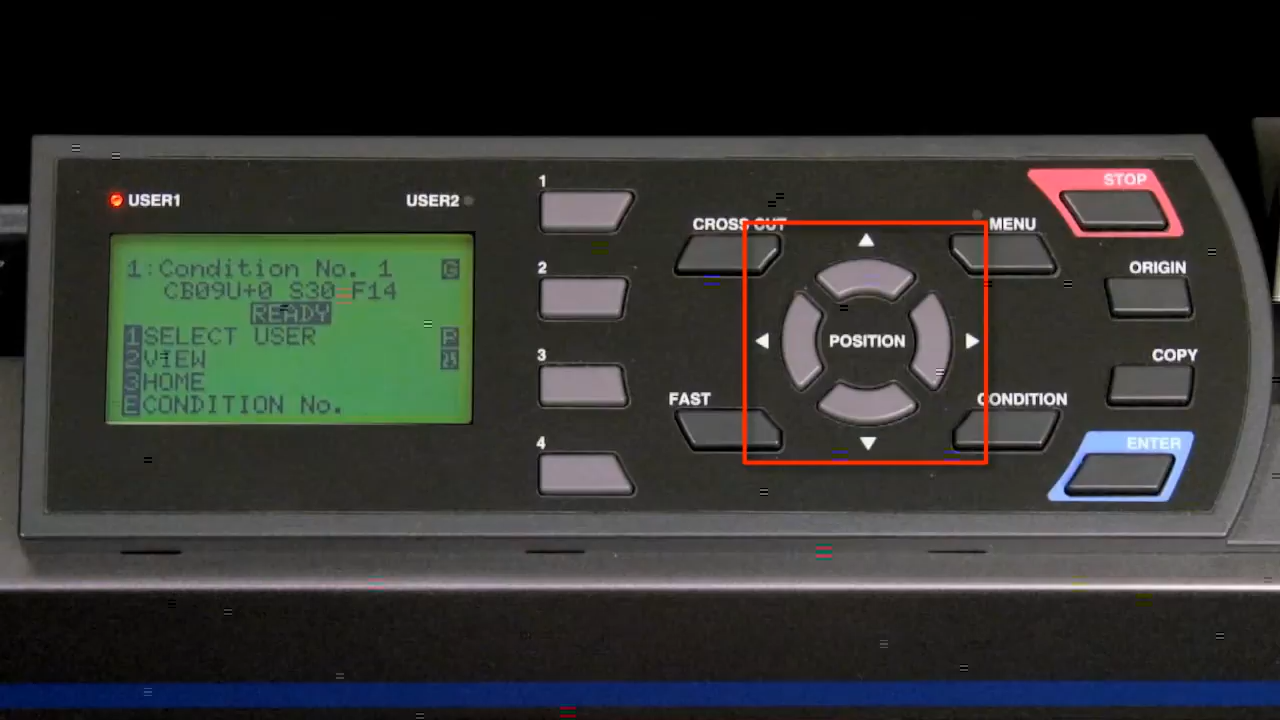 USER1
USER2
1:Condition No. 1 G
CB09U+0 S30 F14
READY
1SELECT USER P
2VIEW
3HOME
ECONDITION No.
1
2
3
4
CROSS CUT
MENU
POSITION
FAST
CONDITION
STOP
ORIGIN
COPY
ENTER